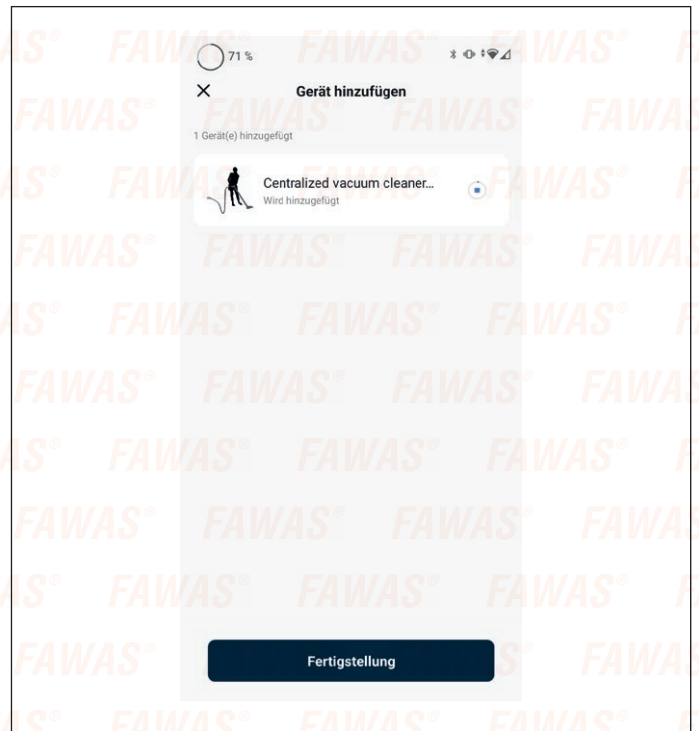 71 %
Gerät hinzufügen
1 Gerät(e) hinzugefügt
Centralized vacuum cleaner...
Wird hinzugefügt
Fertigstellung
FAWAS®